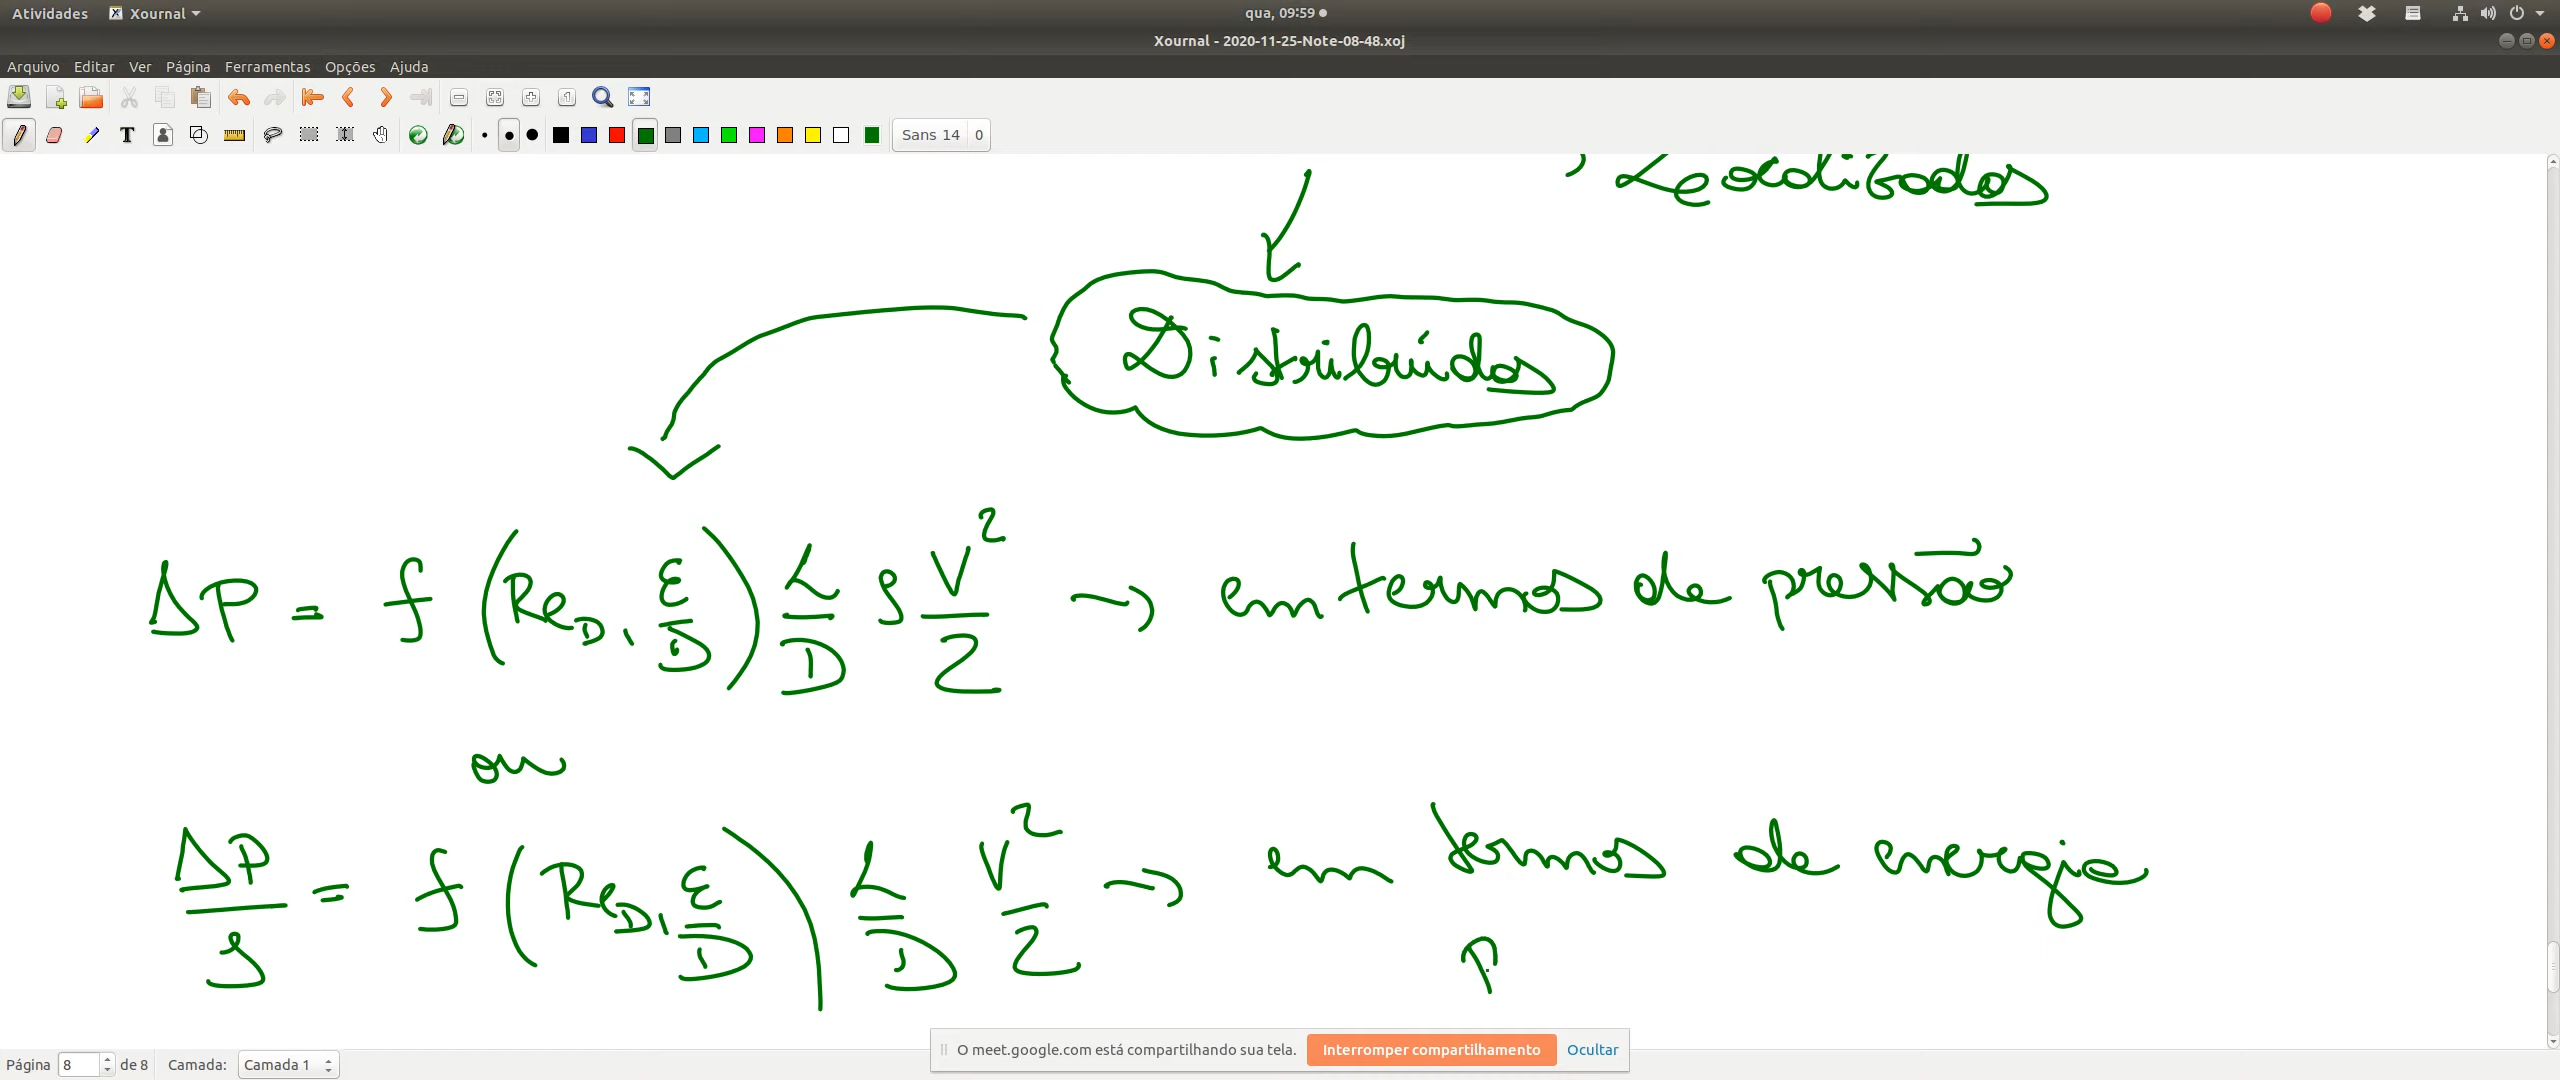 Atividades Xournal qua, 09:59
Xournal - 2020-11-25-Note-08-48.xoj
Arquivo Editar Ver Página Ferramentas Opções Ajuda
Sans 14 0
Localizadas
Distribuídas
ΔP = f (Re_D, ε/D) L/D ρ V²/2 → em termos de pressão
ou
ΔP/ρ = f (Re_D, ε/D) L/D V²/2 → em termos de energia
P
O meet.google.com está compartilhando sua tela. Interromper compartilhamento Ocultar
Página 8 de 8 Camada: Camada 1